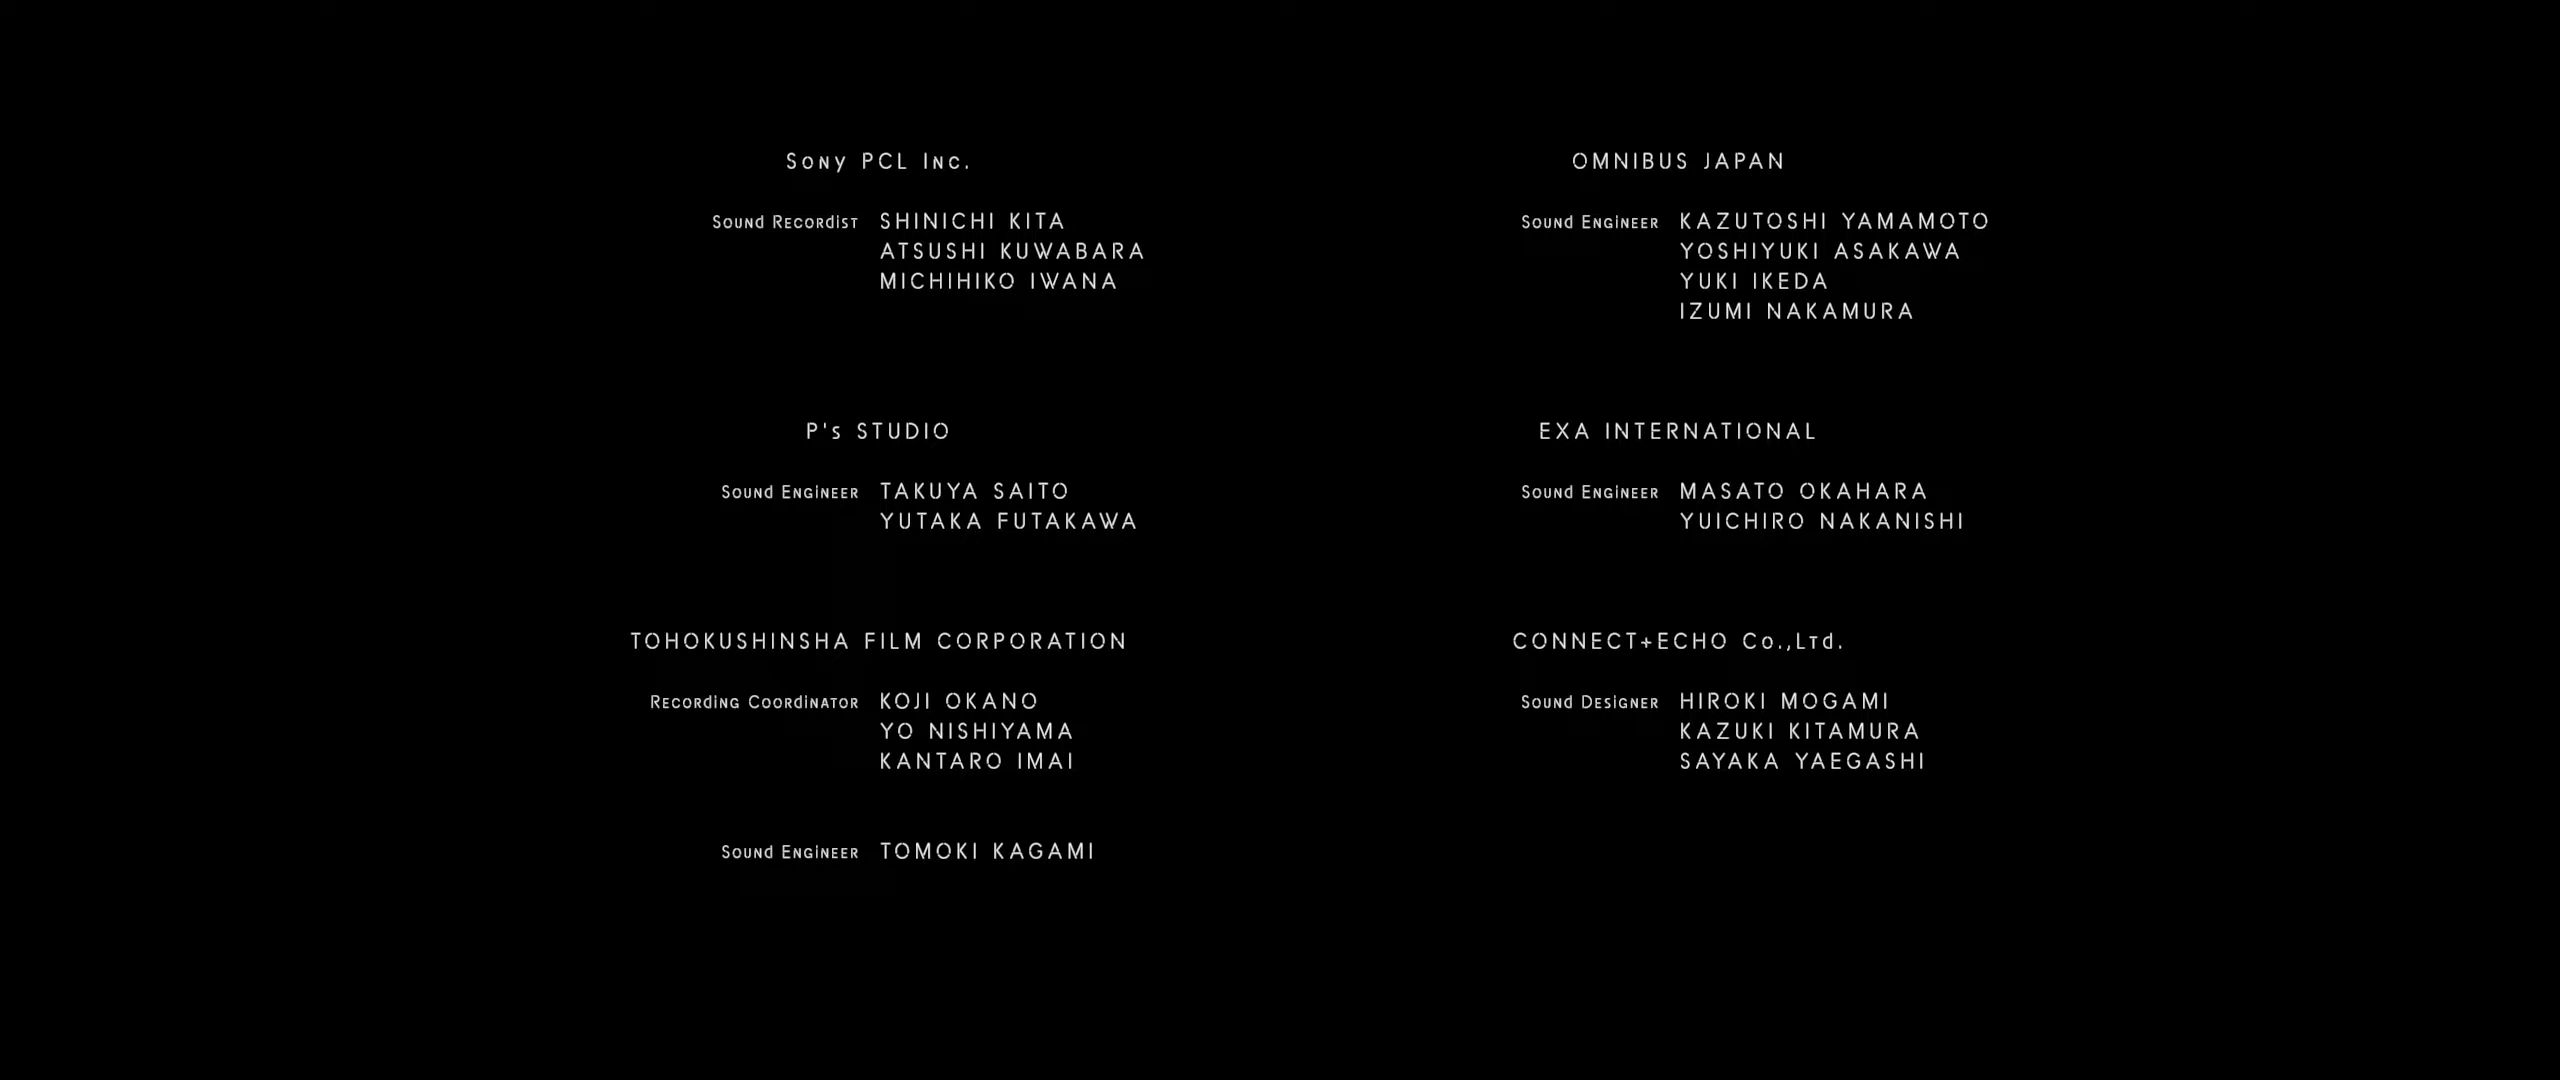 Sony PCL Inc.
Sound Recordist SHINICHI KITA
ATSUSHI KUWABARA
MICHIHIKO IWANA
P's STUDIO
Sound Engineer TAKUYA SAITO
YUTAKA FUTAKAWA
TOHOKUSHINSHA FILM CORPORATION
Recording Coordinator KOJI OKANO
YO NISHIYAMA
KANTARO IMAI
Sound Engineer TOMOKI KAGAMI
OMNIBUS JAPAN
Sound Engineer KAZUTOSHI YAMAMOTO
YOSHIYUKI ASAKAWA
YUKI IKEDA
IZUMI NAKAMURA
EXA INTERNATIONAL
Sound Engineer MASATO OKAHARA
YUICHIRO NAKANISHI
CONNECT+ECHO Co.,Ltd.
Sound Designer HIROKI MOGAMI
KAZUKI KITAMURA
SAYAKA YAEGASHI